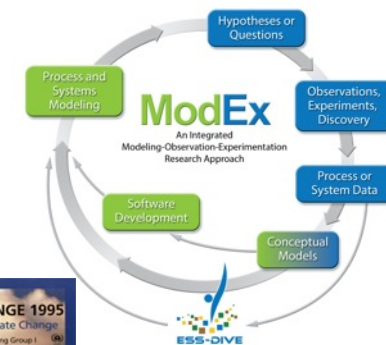 Hypotheses or
Questions
Process and
Systems
Modeling
ModEx
An Integrated
Modeling-Observation-Experimentation
Research Approach
Observations,
Experiments,
Discovery
Process or
System Data
Software
Development
Conceptual
Models
NGE 1995
ate Change
ng Group I
ESS-DIVE